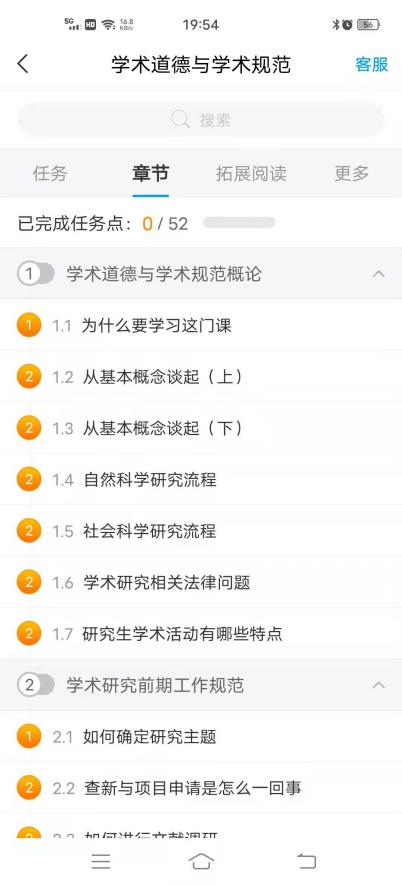 5G HD 16.8 KB/s 19:54 56
学术道德与学术规范 客服
搜索
任务 章节 拓展阅读 更多
已完成任务点：0 / 52
1 学术道德与学术规范概论
1 1.1 为什么要学习这门课
2 1.2 从基本概念谈起（上）
2 1.3 从基本概念谈起（下）
2 1.4 自然科学研究流程
2 1.5 社会科学研究流程
2 1.6 学术研究相关法律问题
2 1.7 研究生学术活动有哪些特点
2 学术研究前期工作规范
1 2.1 如何确定研究主题
2 2.2 查新与项目申请是怎么一回事
2 2.3 如何进行文献调研